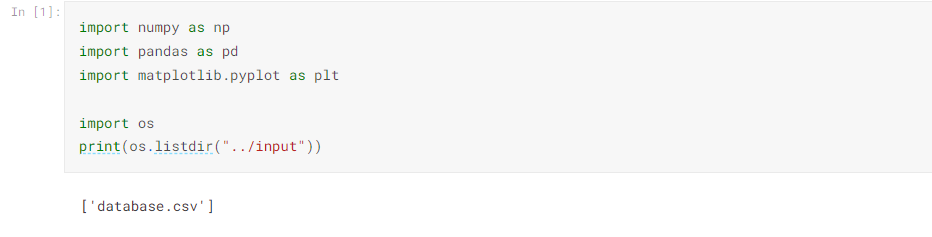 In [1]:
import numpy as np
import pandas as pd
import matplotlib.pyplot as plt
import os
print(os.listdir("../input"))
['database.csv']